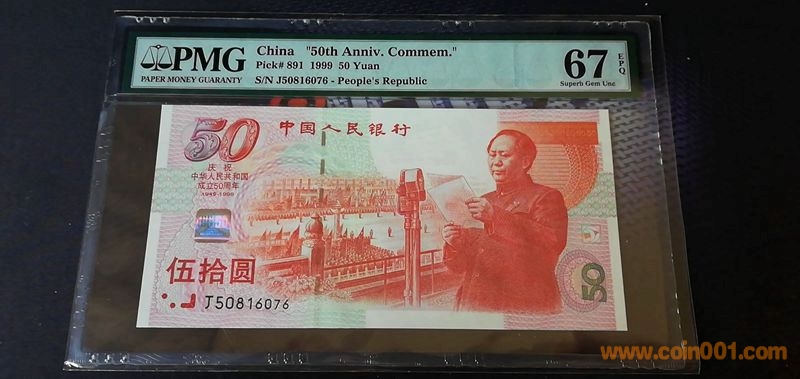 PMG
PAPER MONEY GUARANTY
China "50th Anniv. Commem."
Pick# 891 1999 50 Yuan
S/N J50816076 - People's Republic
67
EPQ
Superb Gem Unc
50
中国人民银行
庆祝
中华人民共和国
成立50周年
1949-1999
伍拾圆
J50816076
50
www.coin001.com